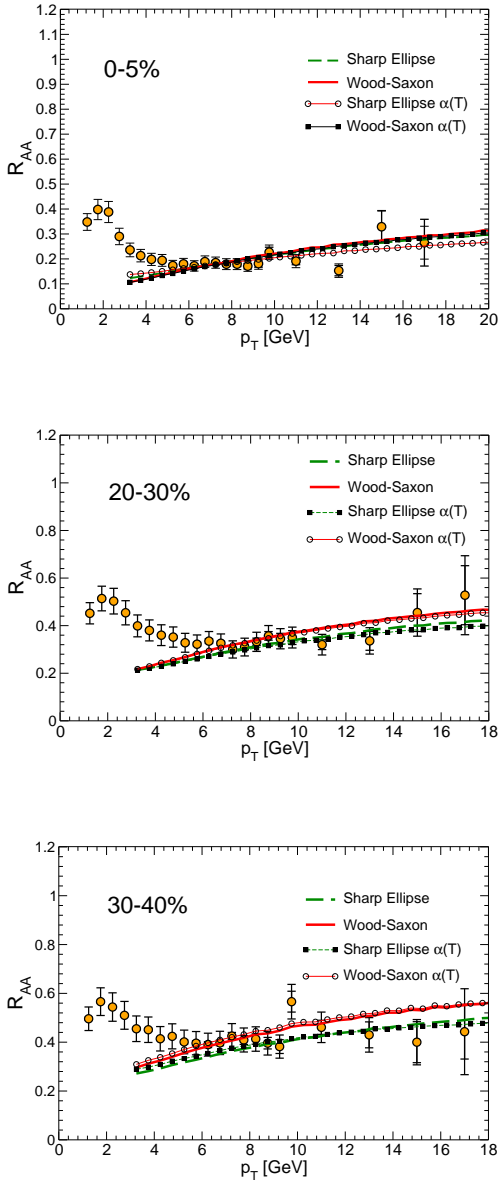 1.2
1.1
1
0.9
0.8
0.7
0.6
0.5
0.4
0.3
0.2
0.1
0
R_AA
0-5%
Sharp Ellipse
Wood-Saxon
Sharp Ellipse α(T)
Wood-Saxon α(T)
0 2 4 6 8 10 12 14 16 18 20
p_T [GeV]
1.2
1
0.8
0.6
0.4
0.2
0
R_AA
20-30%
Sharp Ellipse
Wood-Saxon
Sharp Ellipse α(T)
Wood-Saxon α(T)
0 2 4 6 8 10 12 14 16 18
p_T [GeV]
1.2
1
0.8
0.6
0.4
0.2
0
R_AA
30-40%
Sharp Ellipse
Wood-Saxon
Sharp Ellipse α(T)
Wood-Saxon α(T)
0 2 4 6 8 10 12 14 16 18
p_T [GeV]